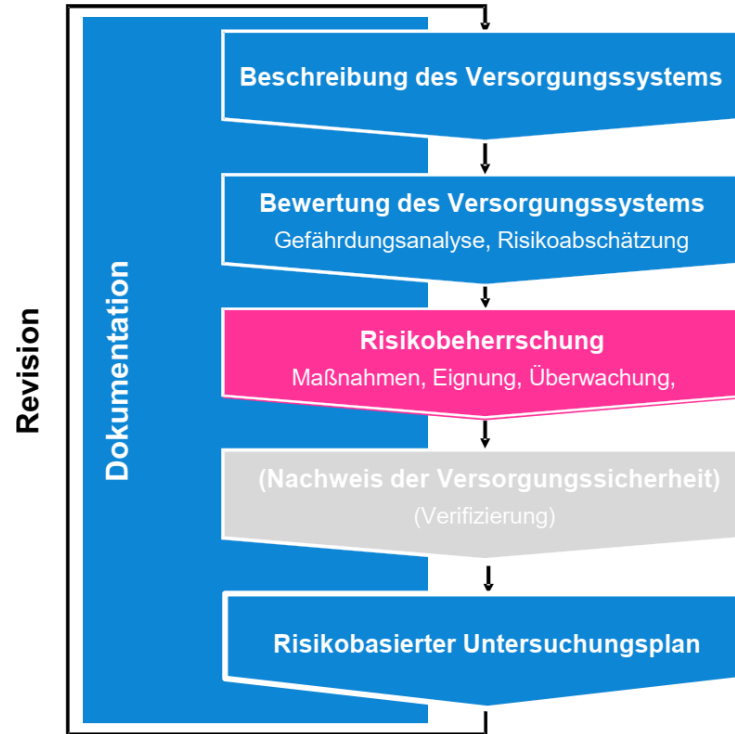 Revision
Dokumentation
Beschreibung des Versorgungssystems
Bewertung des Versorgungssystems
Gefährdungsanalyse, Risikoabschätzung
Risikobeherrschung
Maßnahmen, Eignung, Überwachung,
(Nachweis der Versorgungssicherheit)
(Verifizierung)
Risikobasierter Untersuchungsplan